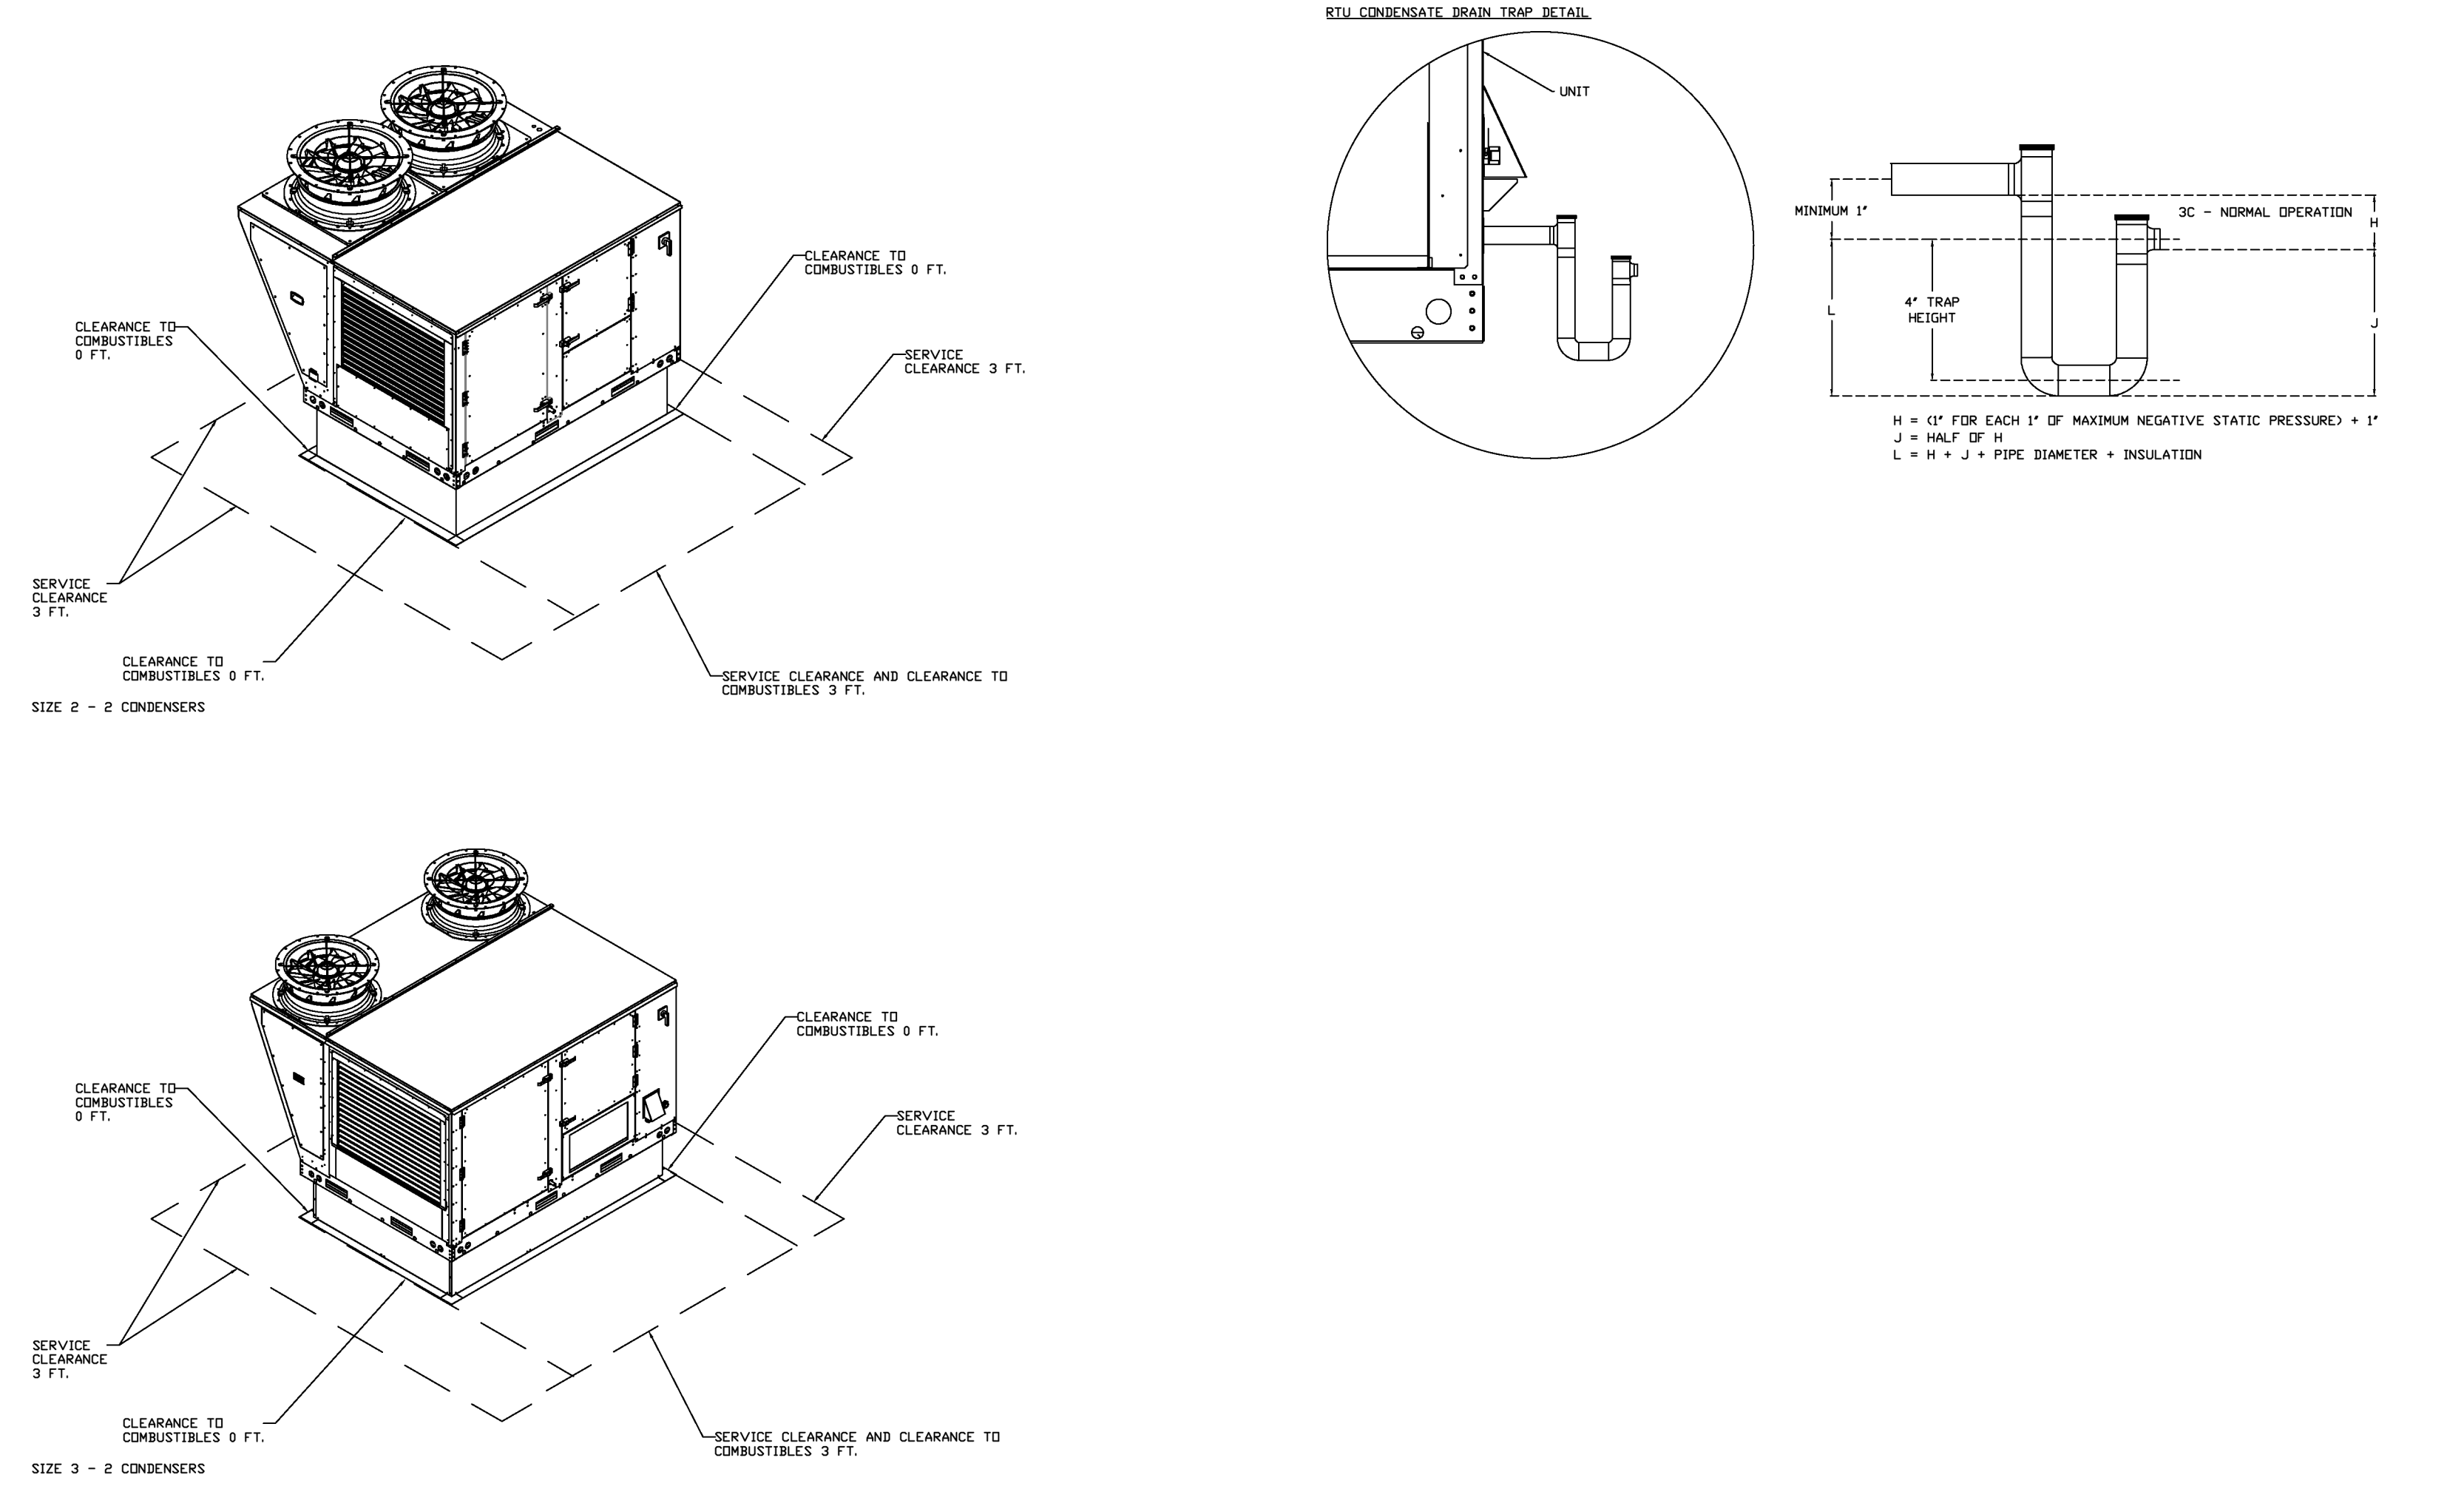 RTU CONDENSATE DRAIN TRAP DETAIL
UNIT
MINIMUM 1"
3C - NORMAL OPERATION
H
4" TRAP
HEIGHT
L
J
H = (1" FOR EACH 1" OF MAXIMUM NEGATIVE STATIC PRESSURE) + 1"
J = HALF OF H
L = H + J + PIPE DIAMETER + INSULATION
CLEARANCE TO
COMBUSTIBLES 0 FT.
CLEARANCE TO
COMBUSTIBLES
0 FT.
SERVICE
CLEARANCE 3 FT.
SERVICE
CLEARANCE
3 FT.
CLEARANCE TO
COMBUSTIBLES 0 FT.
SERVICE CLEARANCE AND CLEARANCE TO
COMBUSTIBLES 3 FT.
SIZE 2 - 2 CONDENSERS
CLEARANCE TO
COMBUSTIBLES 0 FT.
CLEARANCE TO
COMBUSTIBLES
0 FT.
SERVICE
CLEARANCE 3 FT.
SERVICE
CLEARANCE
3 FT.
CLEARANCE TO
COMBUSTIBLES 0 FT.
SERVICE CLEARANCE AND CLEARANCE TO
COMBUSTIBLES 3 FT.
SIZE 3 - 2 CONDENSERS